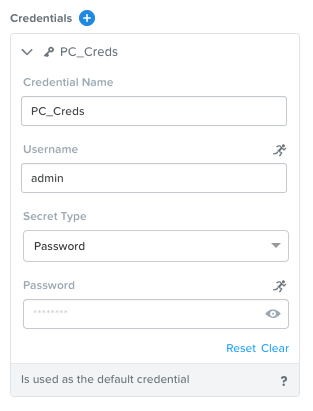 Credentials
PC_Creds
Credential Name
PC_Creds
Username
admin
Secret Type
Password
Password
********
Reset Clear
Is used as the default credential ?